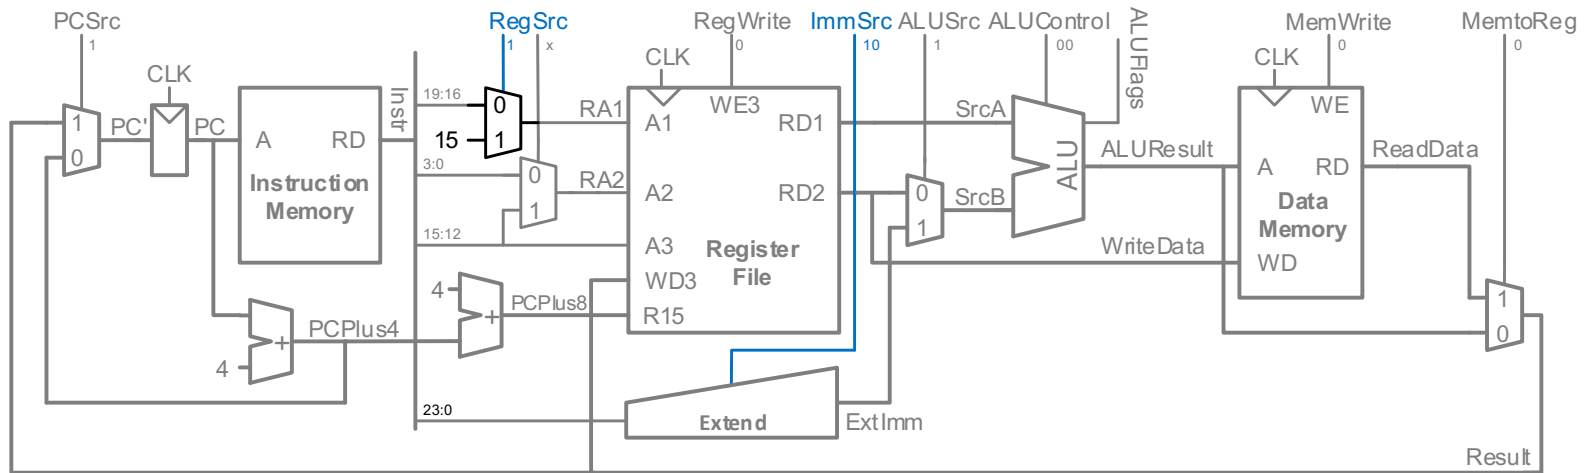 PCSrc
1
RegSrc
1
x
RegWrite
0
ImmSrc
10
ALUSrc
1
ALUControl
00
ALUFlags
MemWrite
0
MemtoReg
0
CLK
CLK
CLK
1
0
PC'
PC
A
RD
Instruction
Memory
Instr
19:16
0
15
1
RA1
3:0
0
RA2
1
15:12
A1
WE3
RD1
A2
RD2
A3
Register
File
WD3
R15
SrcA
0
SrcB
1
ALU
ALUResult
WriteData
WE
A
RD
Data
Memory
WD
ReadData
1
0
4
+
PCPlus4
4
+
PCPlus8
23:0
Extend
ExtImm
Result